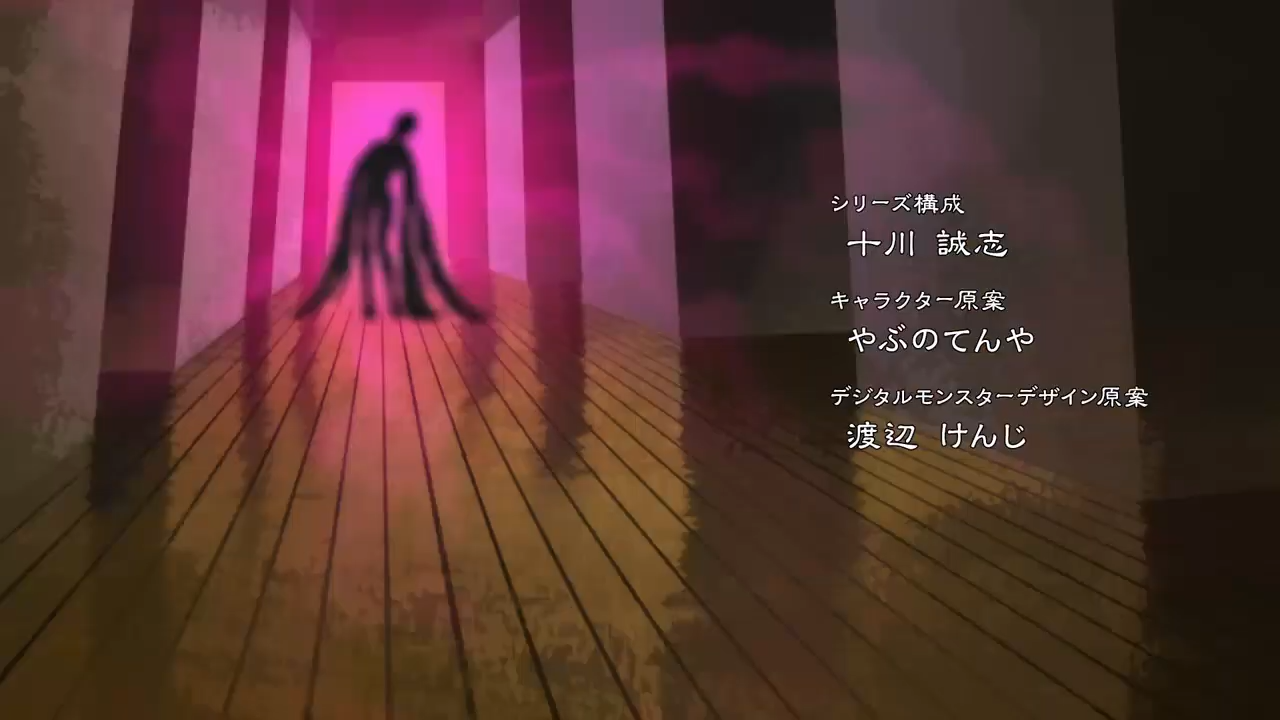 シリーズ構成
十川 誠志
キャラクター原案
やぶのてんや
デジタルモンスターデザイン原案
渡辺 けんじ